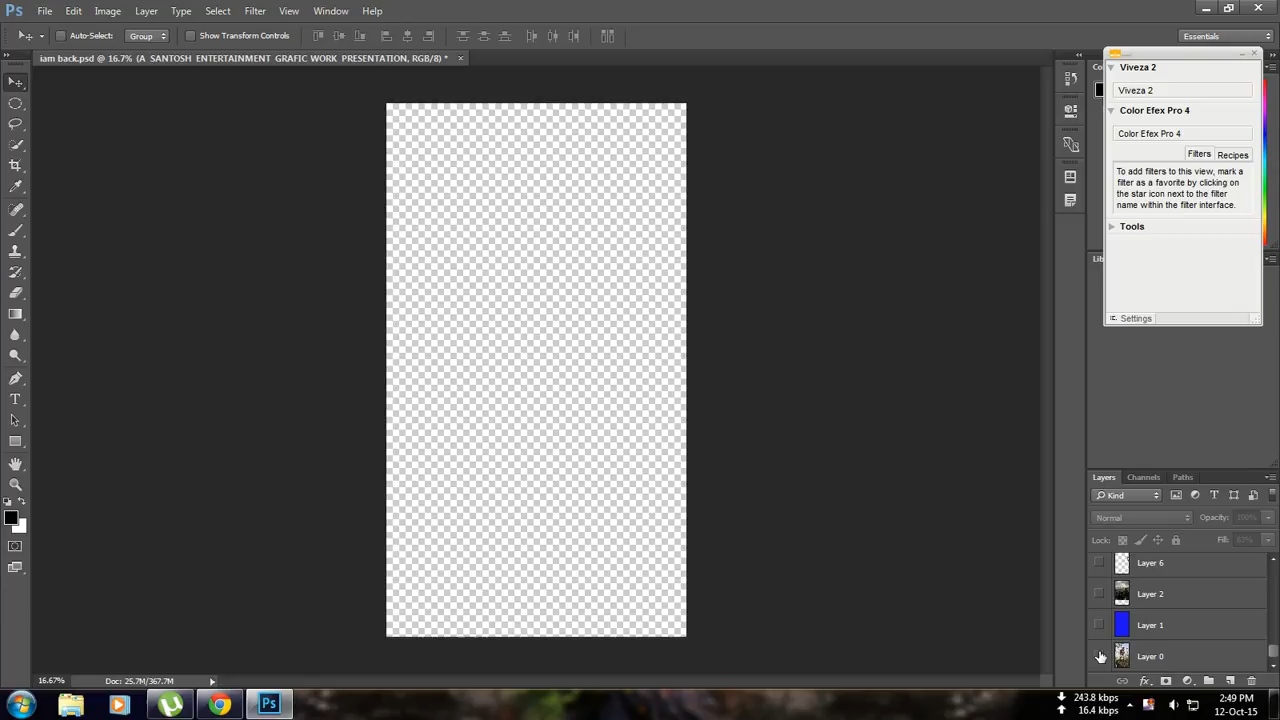 Ps File Edit Image Layer Type Select Filter View Window Help
Auto-Select: Group Show Transform Controls Essentials
iam back.psd @ 16.7% (A SANTOSH ENTERTAINMENT GRAFIC WORK PRESENTATION, RGB/8) *
Viveza 2
Viveza 2
Color Efex Pro 4
Color Efex Pro 4
Filters Recipes
To add filters to this view, mark a
filter as a favorite by clicking on
the star icon next to the filter
name within the filter interface.
Tools
Settings
Layers Channels Paths
Kind
Normal Opacity: 100%
Lock: Fill: 83%
Layer 6
Layer 2
Layer 1
Layer 0
16.67% Doc: 25.7M/367.7M
243.8 kbps
16.4 kbps
2:49 PM
12-Oct-15